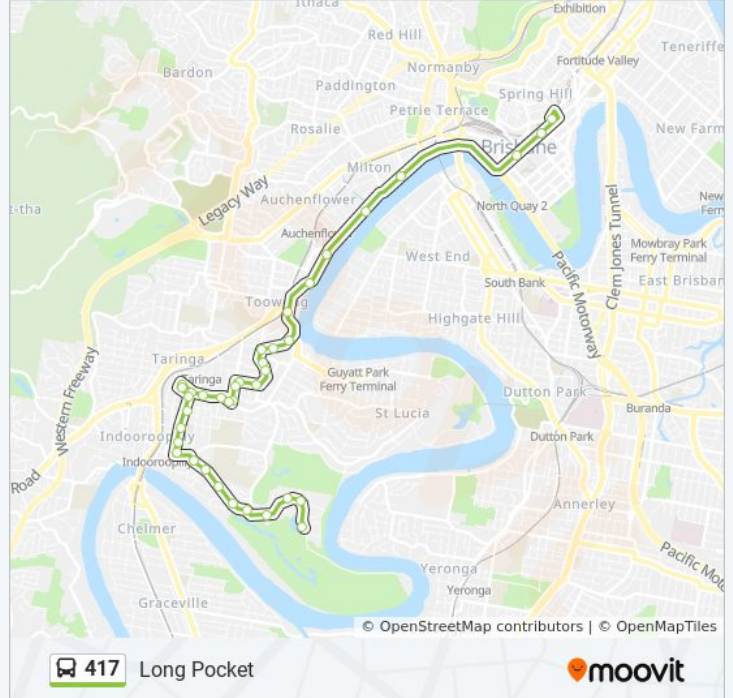 Ithaca
Exhibition
Red Hill
Teneriffe
Fortitude Valley
Normanby
Bardon
Paddington
Spring Hill
Petrie Terrace
Rosalie
New Farm
Brisbane
Milton
Legacy Way
t-tha
Auchenflower
North Quay 2
New
Ferry
Auchenflo
Clem Jones Tunnel
Mowbray Park
Ferry Terminal
West End
Pacific Motorway
South Bank
East Brisban
Toowong
Highgate Hill
Western Freeway
Taringa
Taringa
Guyatt Park
Ferry Terminal
Dutton Park
St Lucia
Buranda
Indooroopilly
Dutton Park
Indooroopilly
Road
Annerley
Chelmer
Pacific Moto
Yeronga
Yeronga
Graceville
© OpenStreetMap contributors | © OpenMapTiles
417 Long Pocket
moovit